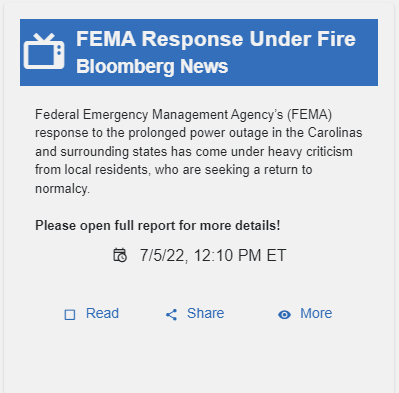 FEMA Response Under Fire
Bloomberg News
Federal Emergency Management Agency's (FEMA)
response to the prolonged power outage in the Carolinas
and surrounding states has come under heavy criticism
from local residents, who are seeking a return to
normalcy.
Please open full report for more details!
7/5/22, 12:10 PM ET
Read Share More